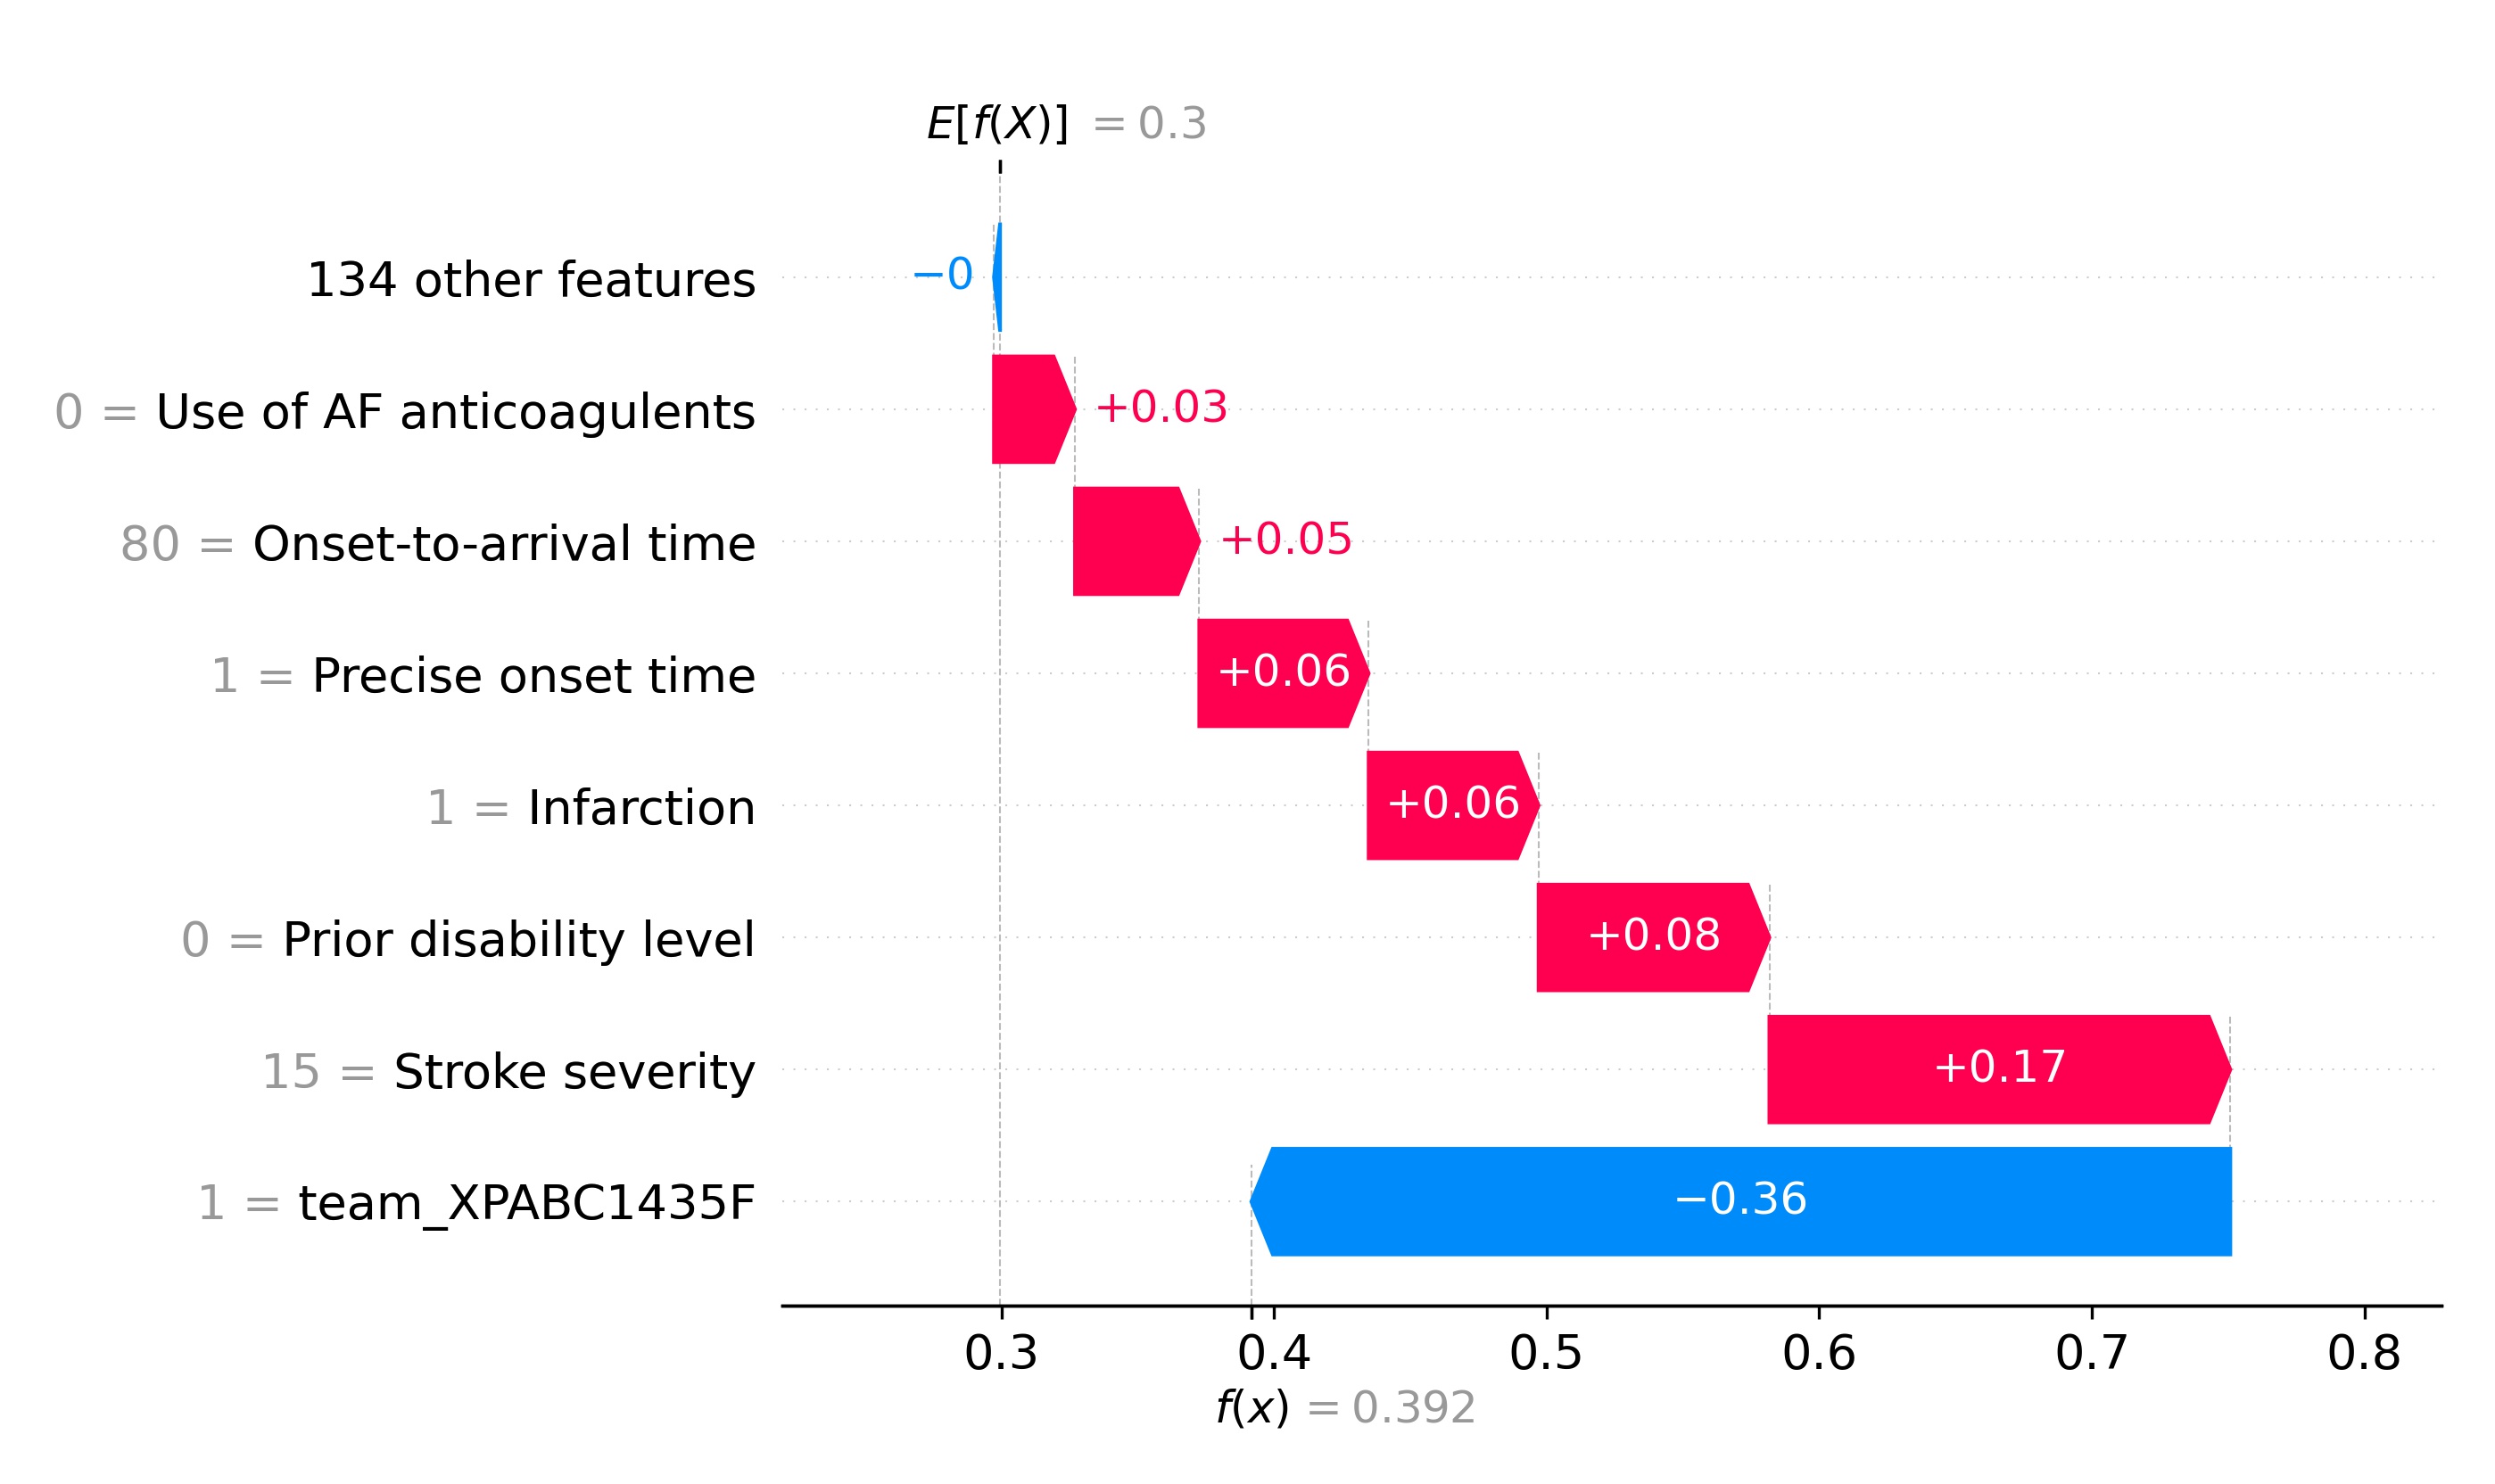 E[f(X)] = 0.3
134 other features −0
0 = Use of AF anticoagulents +0.03
80 = Onset-to-arrival time +0.05
1 = Precise onset time +0.06
1 = Infarction +0.06
0 = Prior disability level +0.08
15 = Stroke severity +0.17
1 = team_XPABC1435F −0.36
0.3 0.4 0.5 0.6 0.7 0.8
f(x) = 0.392